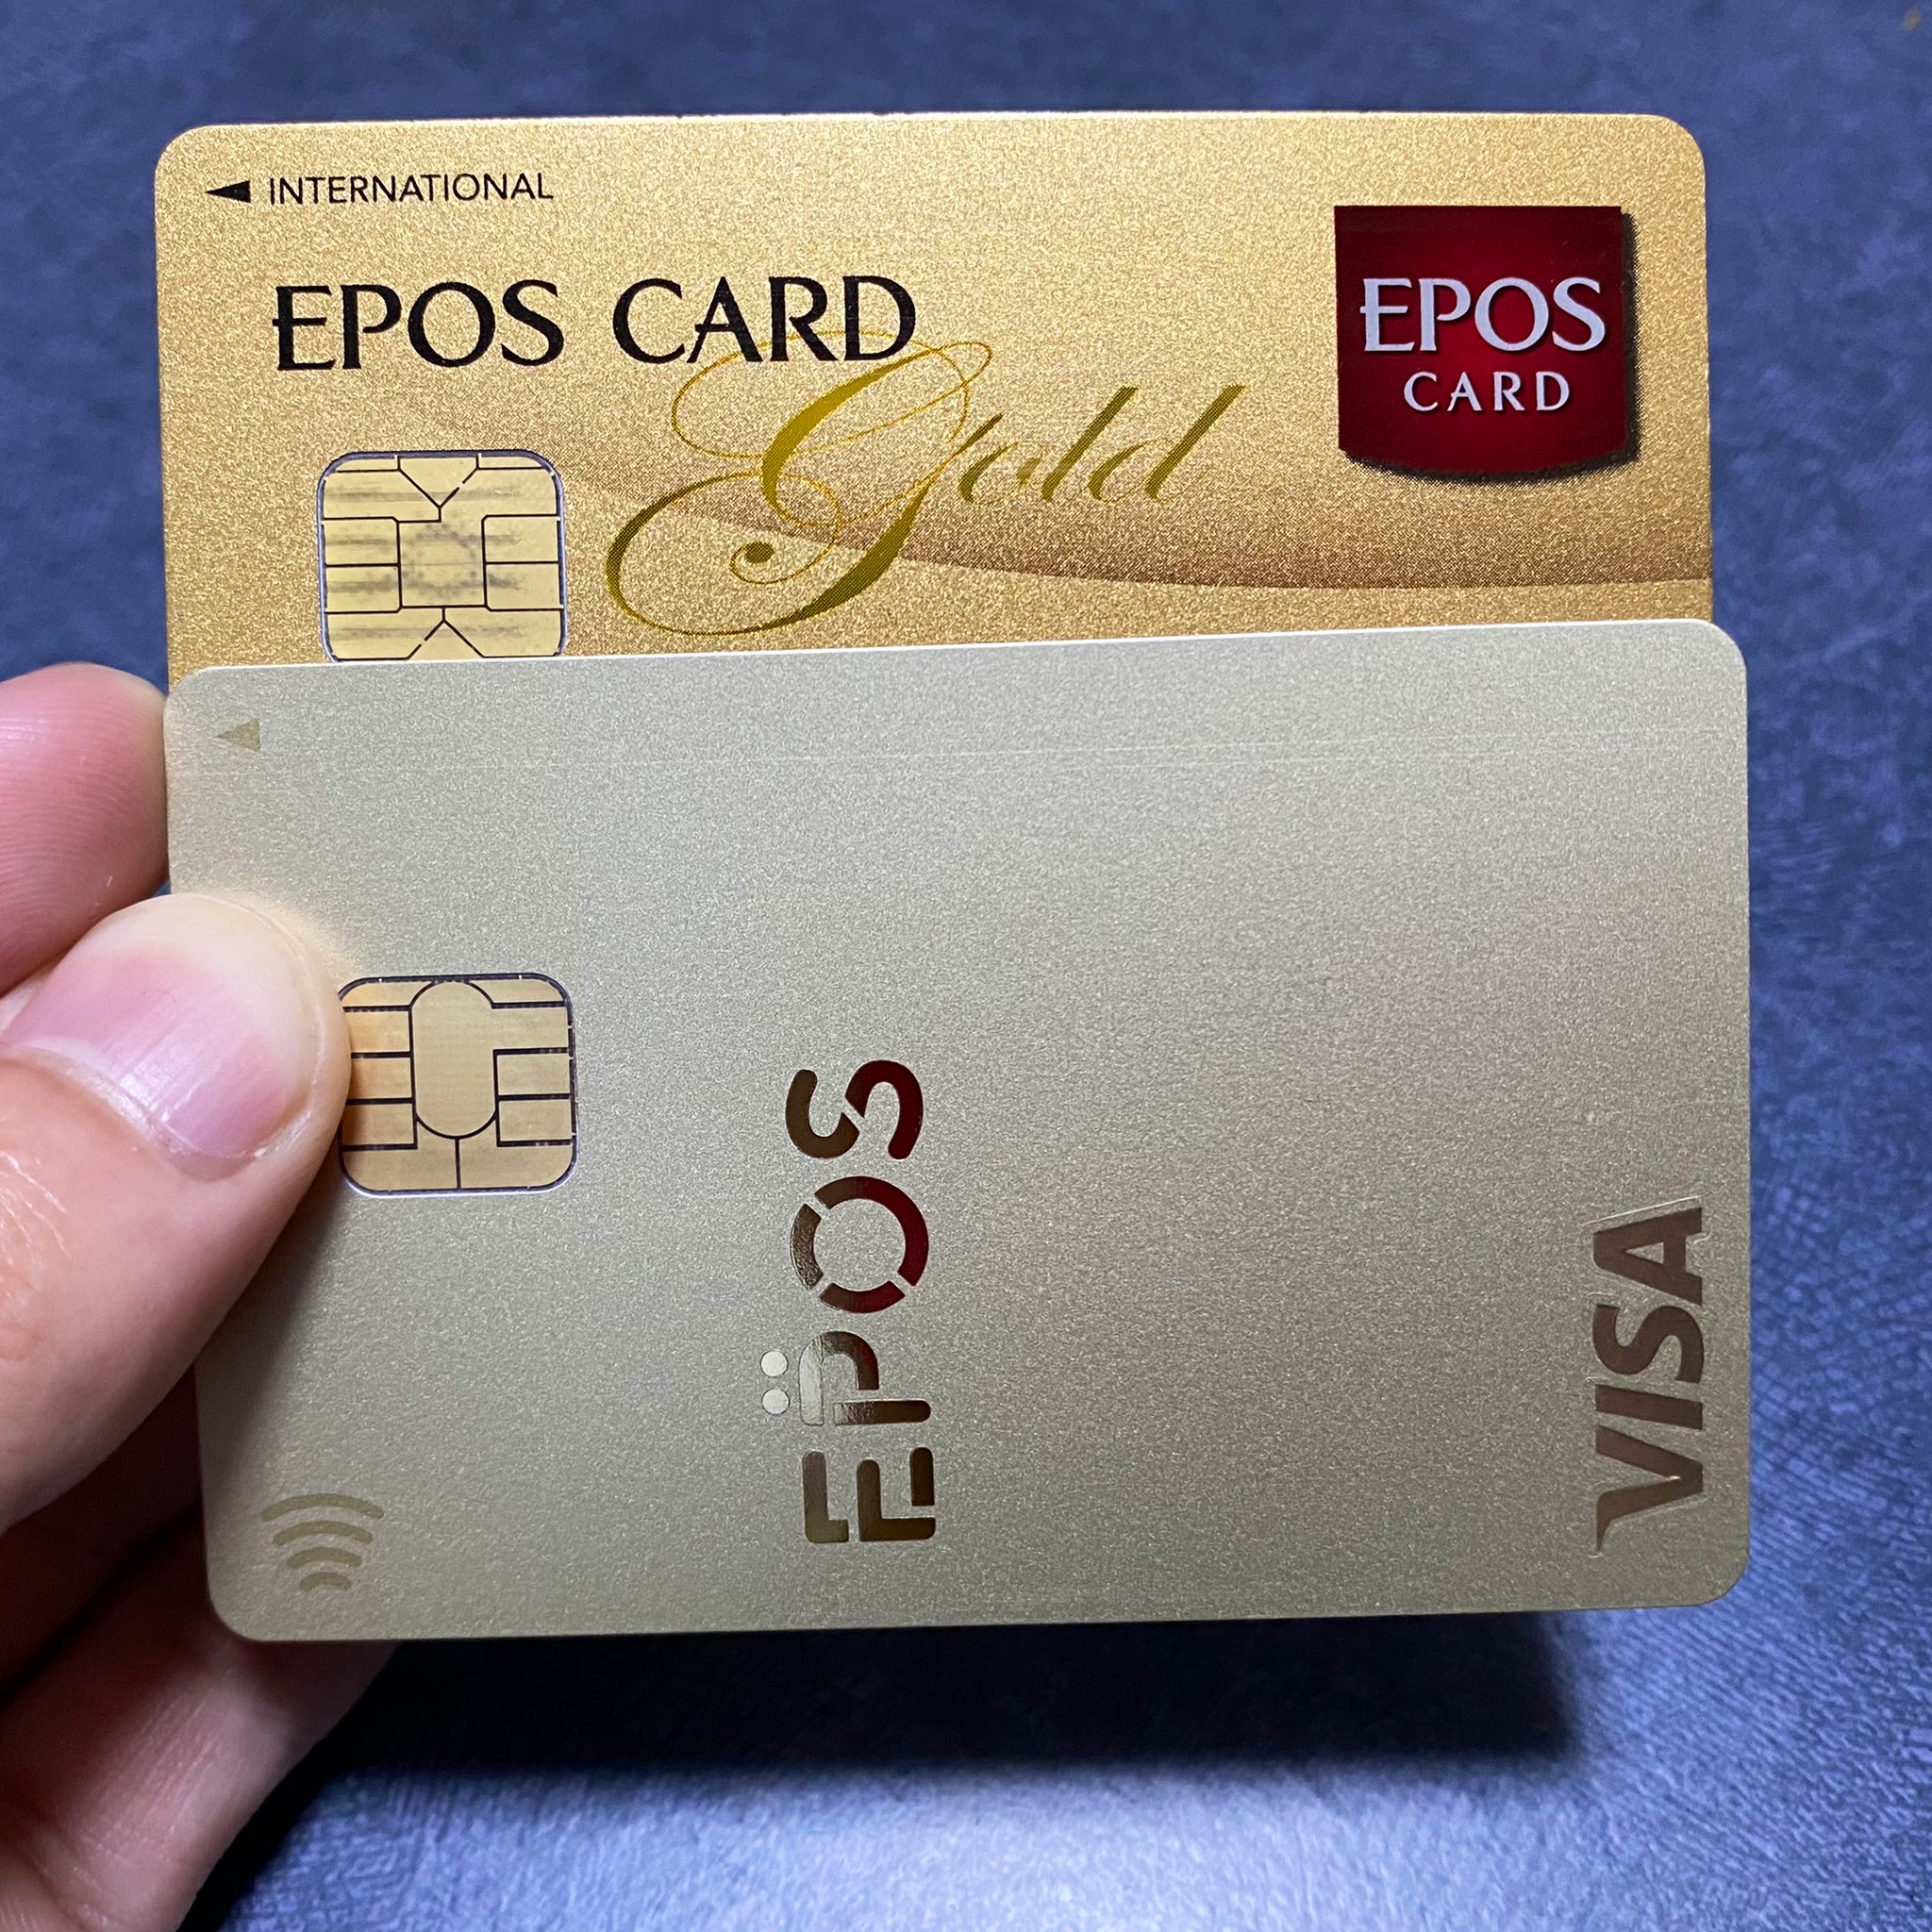 INTERNATIONAL
EPOS CARD
Gold
EPOS
CARD
EPOS
VISA